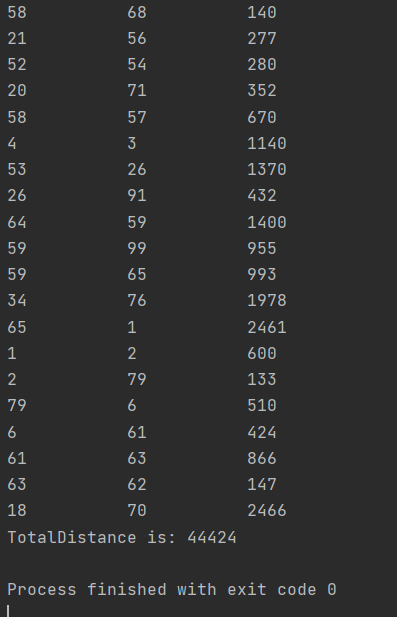 58 68 140
21 56 277
52 54 280
20 71 352
58 57 670
4 3 1140
53 26 1370
26 91 432
64 59 1400
59 99 955
59 65 993
34 76 1978
65 1 2461
1 2 600
2 79 133
79 6 510
6 61 424
61 63 866
63 62 147
18 70 2466
TotalDistance is: 44424
Process finished with exit code 0